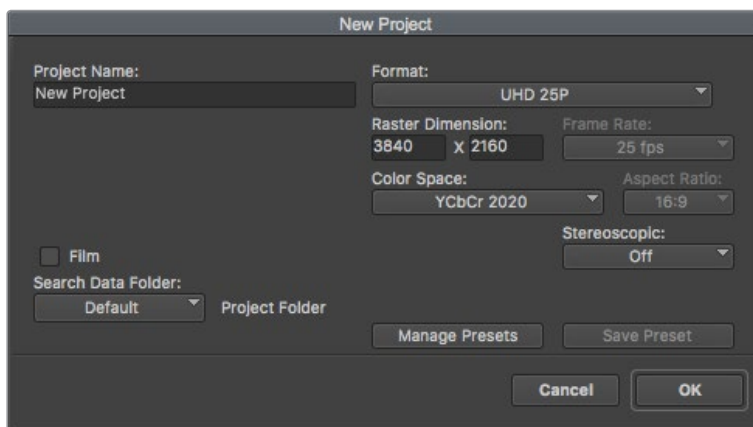 New Project
Project Name:
New Project
Format:
UHD 25P
Raster Dimension:
3840 X 2160
Frame Rate:
25 fps
Color Space:
YCbCr 2020
Aspect Ratio:
16:9
Stereoscopic:
Off
Film
Search Data Folder:
Default
Project Folder
Manage Presets
Save Preset
Cancel
OK